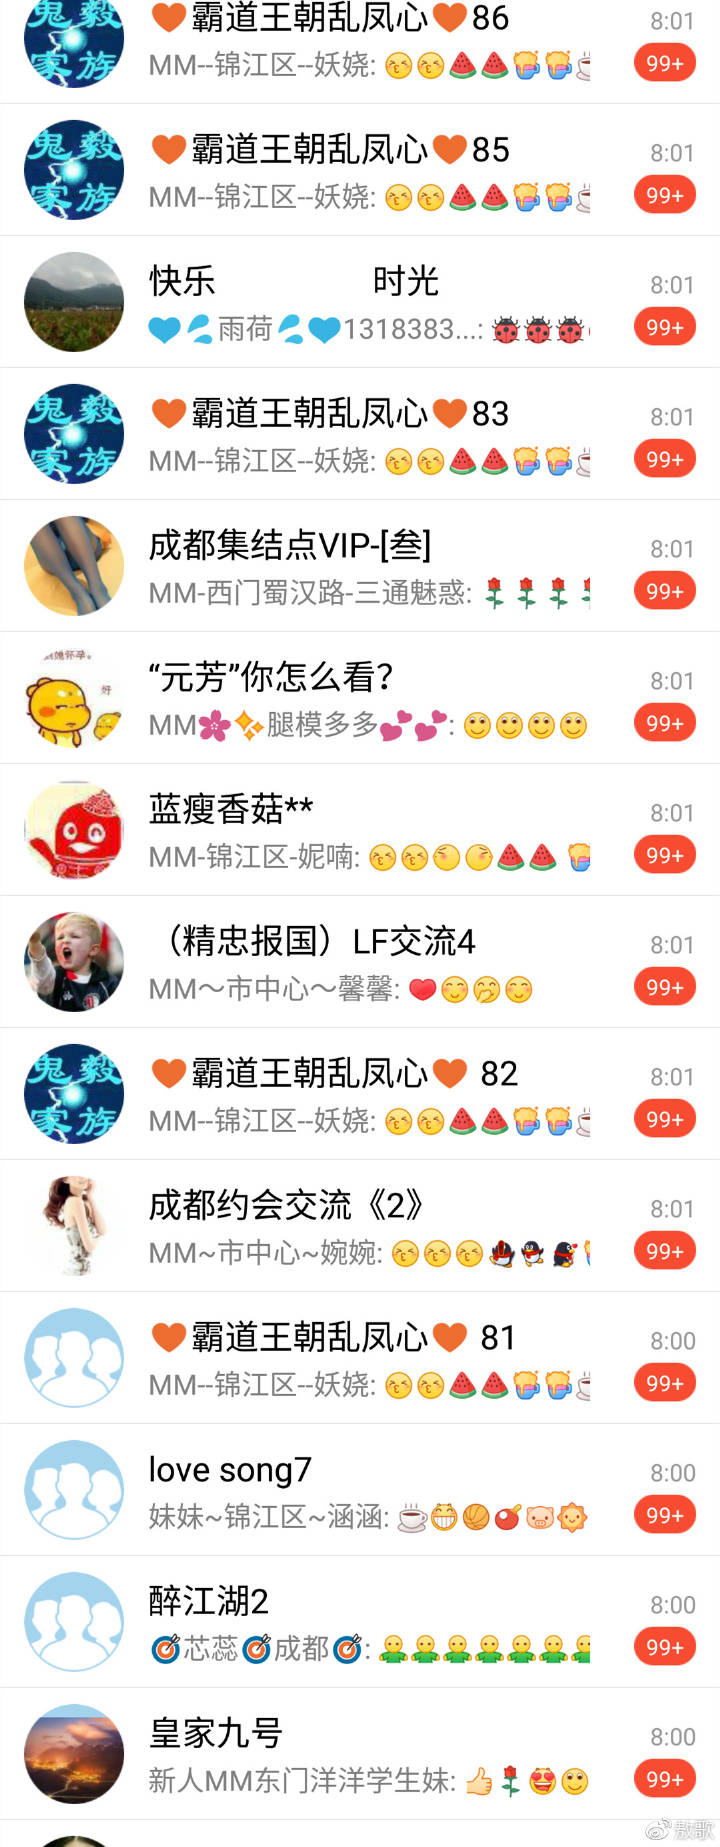 🧡霸道王朝乱凤心🧡86
8:01
MM--锦江区--妖娆:
99+
鬼毅
家族
🧡霸道王朝乱凤心🧡85
8:01
MM--锦江区--妖娆:
99+
鬼毅
家族
快乐 时光
8:01
💙💦雨荷💦💙1318383...:
99+
🧡霸道王朝乱凤心🧡83
8:01
MM--锦江区--妖娆:
99+
鬼毅
家族
成都集结点VIP-[叁]
8:01
MM-西门蜀汉路-三通魅惑:
99+
“元芳”你怎么看?
8:01
MM🌸✨腿模多多💕💕:
99+
怀孕。
好
蓝瘦香菇**
8:01
MM-锦江区-妮喃:
99+
（精忠报国）LF交流4
8:01
MM～市中心～馨馨:
99+
🧡霸道王朝乱凤心🧡 82
8:01
MM--锦江区--妖娆:
99+
鬼毅
家族
成都约会交流《2》
8:01
MM~市中心~婉婉:
99+
🧡霸道王朝乱凤心🧡 81
8:00
MM--锦江区--妖娆:
99+
love song7
8:00
妹妹~锦江区~涵涵:
99+
醉江湖2
8:00
🎯芯蕊🎯成都🎯:
99+
皇家九号
8:00
新人MM东门洋洋学生妹:
99+
敖歌